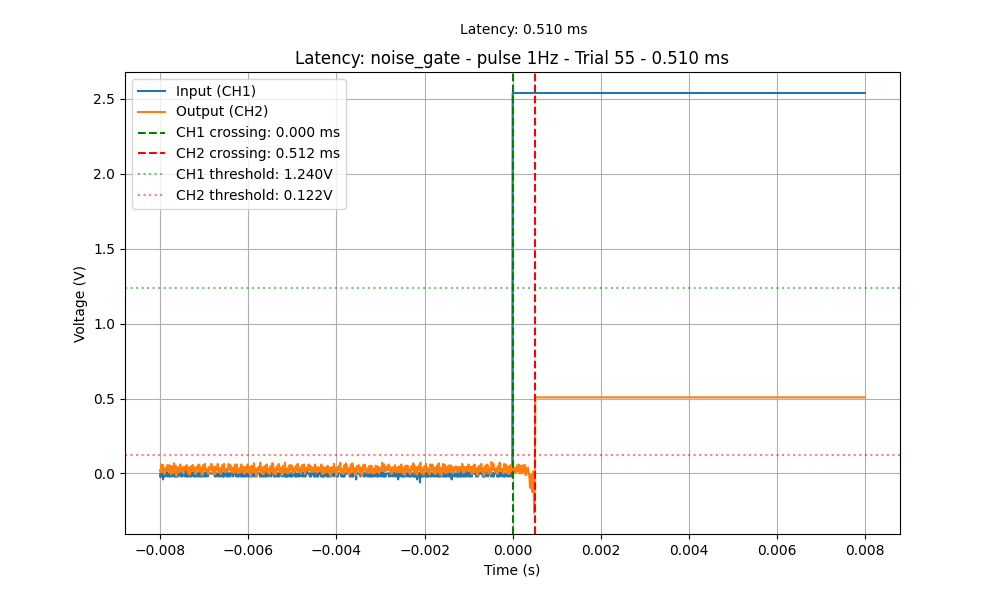 Latency: 0.510 ms
Latency: noise_gate - pulse 1Hz - Trial 55 - 0.510 ms
Input (CH1)
Output (CH2)
CH1 crossing: 0.000 ms
CH2 crossing: 0.512 ms
CH1 threshold: 1.240V
CH2 threshold: 0.122V
2.5
2.0
1.5
1.0
0.5
0.0
Voltage (V)
−0.008 −0.006 −0.004 −0.002 0.000 0.002 0.004 0.006 0.008
Time (s)